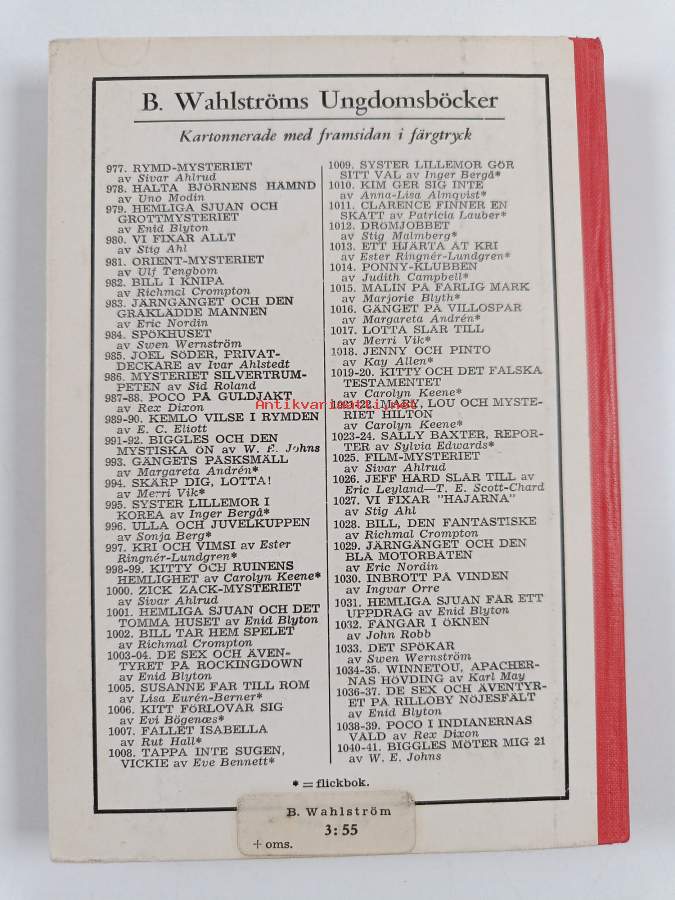 B. Wahlströms Ungdomsböcker
Kartonnerade med framsidan i färgtryck
977. RYMD-MYSTERIET
av Sivar Ahlrud
978. HALTA BJÖRNENS HÄMND
av Uno Modin
979. HEMLIGA SJUAN OCH
GROTTMYSTERIET
av Enid Blyton
980. VI FIXAR ALLT
av Stig Ahl
981. ORIENT-MYSTERIET
av Ulf Tengbom
982. BILL I KNIPA
av Richmal Crompton
983. JÄRNGÄNGET OCH DEN
GRÅKLÄDDE MANNEN
av Eric Nordin
984. SPÖKHUSET
av Swen Wernström
985. JOEL SÖDER, PRIVAT-
DECKARE av Ivar Ahlstedt
986. MYSTERIET SILVERTRUM-
PETEN av Sid Roland
987-88. POCO PÅ GULDJAKT
av Rex Dixon
989-90. KEMLO VILSE I RYMDEN
av E. C. Eliott
991-92. BIGGLES OCH DEN
MYSTISKA ÖN av W. E. Johns
993. GÄNGETS PÅSKSMÄLL
av Margareta Andrén*
994. SKÄRP DIG, LOTTA!
av Merri Vik*
995. SYSTER LILLEMOR I
KOREA av Inger Bergå*
996. ULLA OCH JUVELKUPPEN
av Sonja Berg*
997. KRI OCH VIMSI av Ester
Ringnér-Lundgren*
998-99. KITTY OCH RUINENS
HEMLIGHET av Carolyn Keene*
1000. ZICK ZACK-MYSTERIET
av Sivar Ahlrud
1001. HEMLIGA SJUAN OCH DET
TOMMA HUSET av Enid Blyton
1002. BILL TAR HEM SPELET
av Richmal Crompton
1003-04. DE SEX OCH ÄVEN-
TYRET PÅ ROCKINGDOWN
av Enid Blyton
1005. SUSANNE FAR TILL ROM
av Lisa Eurén-Berner*
1006. KITT FÖRLOVAR SIG
av Evi Bögenæs*
1007. FALLET ISABELLA
av Rut Hall*
1008. TAPPA INTE SUGEN,
VICKIE av Eve Bennett*
1009. SYSTER LILLEMOR GÖR
SITT VAL av Inger Bergå*
1010. KIM GER SIG INTE
av Anna-Lisa Almqvist*
1011. CLARENCE FINNER EN
SKATT av Patricia Lauber*
1012. DRÖMJOBBET
av Stig Malmberg*
1013. ETT HJÄRTA ÅT KRI
av Ester Ringnér-Lundgren*
1014. PONNY-KLUBBEN
av Judith Campbell*
1015. MALIN PÅ FARLIG MARK
av Marjorie Blyth*
1016. GÄNGET PÅ VILLOSPÅR
av Margareta Andrén*
1017. LOTTA SLÅR TILL
av Merri Vik*
1018. JENNY OCH PINTO
av Kay Allen*
1019-20. KITTY OCH DET FALSKA
TESTAMENTET
av Carolyn Keene*
1021-22. MARY, LOU OCH MYSTE-
RIET HILTON
av Carolyn Keene*
1023-24. SALLY BAXTER, REPOR-
TER av Sylvia Edwards*
1025. FILM-MYSTERIET
av Sivar Ahlrud
1026. JEFF HARD SLÅR TILL av
Eric Leyland—T. E. Scott-Chard
1027. VI FIXAR "HAJARNA"
av Stig Ahl
1028. BILL, DEN FANTASTISKE
av Richmal Crompton
1029. JÄRNGÄNGET OCH DEN
BLÅ MOTORBÅTEN
av Eric Nordin
1030. INBROTT PÅ VINDEN
av Ingvar Orre
1031. HEMLIGA SJUAN FÅR ETT
UPPDRAG av Enid Blyton
1032. FÅNGAR I ÖKNEN
av John Robb
1033. DET SPÖKAR
av Swen Wernström
1034-35. WINNETOU, APACHER-
NAS HÖVDING av Karl May
1036-37. DE SEX OCH ÄVENTYR-
ET PÅ RILLOBY NÖJESFÄLT
av Enid Blyton
1038-39. POCO I INDIANERNAS
VÅLD av Rex Dixon
1040-41. BIGGLES MÖTER MIG 21
av W. E. Johns
* = flickbok.
B. Wahlström
3:55
+ oms.
Antikvariaatti.net